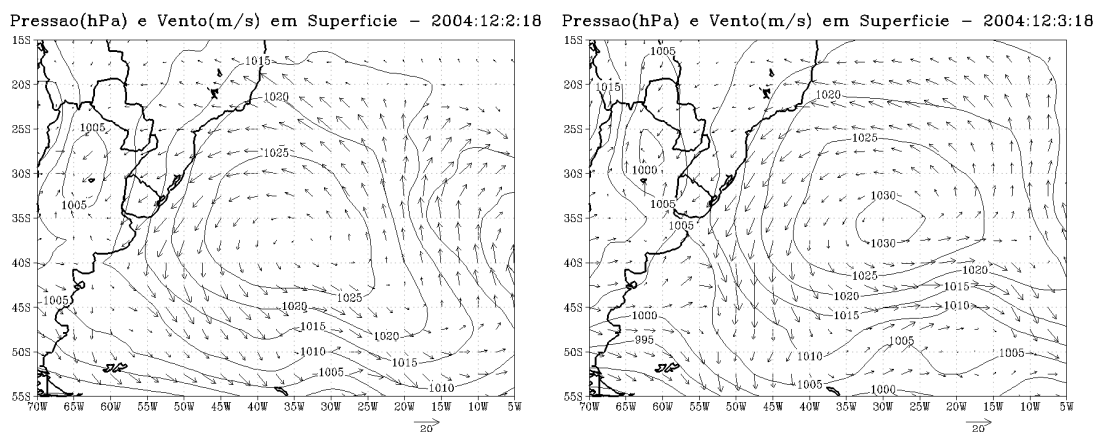 Pressao(hPa) e Vento(m/s) em Superficie - 2004:12:2:18
15S
20S
25S
30S
35S
40S
45S
50S
55S
1015
1020
1005
1025
1005
1005
1025
1020
1015
1020
1010
1015
1005
1010
70W 65W 60W 55W 50W 45W 40W 35W 30W 25W 20W 15W 10W 5W
20
Pressao(hPa) e Vento(m/s) em Superficie - 2004:12:3:18
15S
20S
25S
30S
35S
40S
45S
50S
55S
1005
1015
1020
1025
1000
1030
1005
1005
1030
1020
1025
1015
1020
1010
1000
1015
995
1005
1010
1005
1005
1000
70W 65W 60W 55W 50W 45W 40W 35W 30W 25W 20W 15W 10W 5W
20